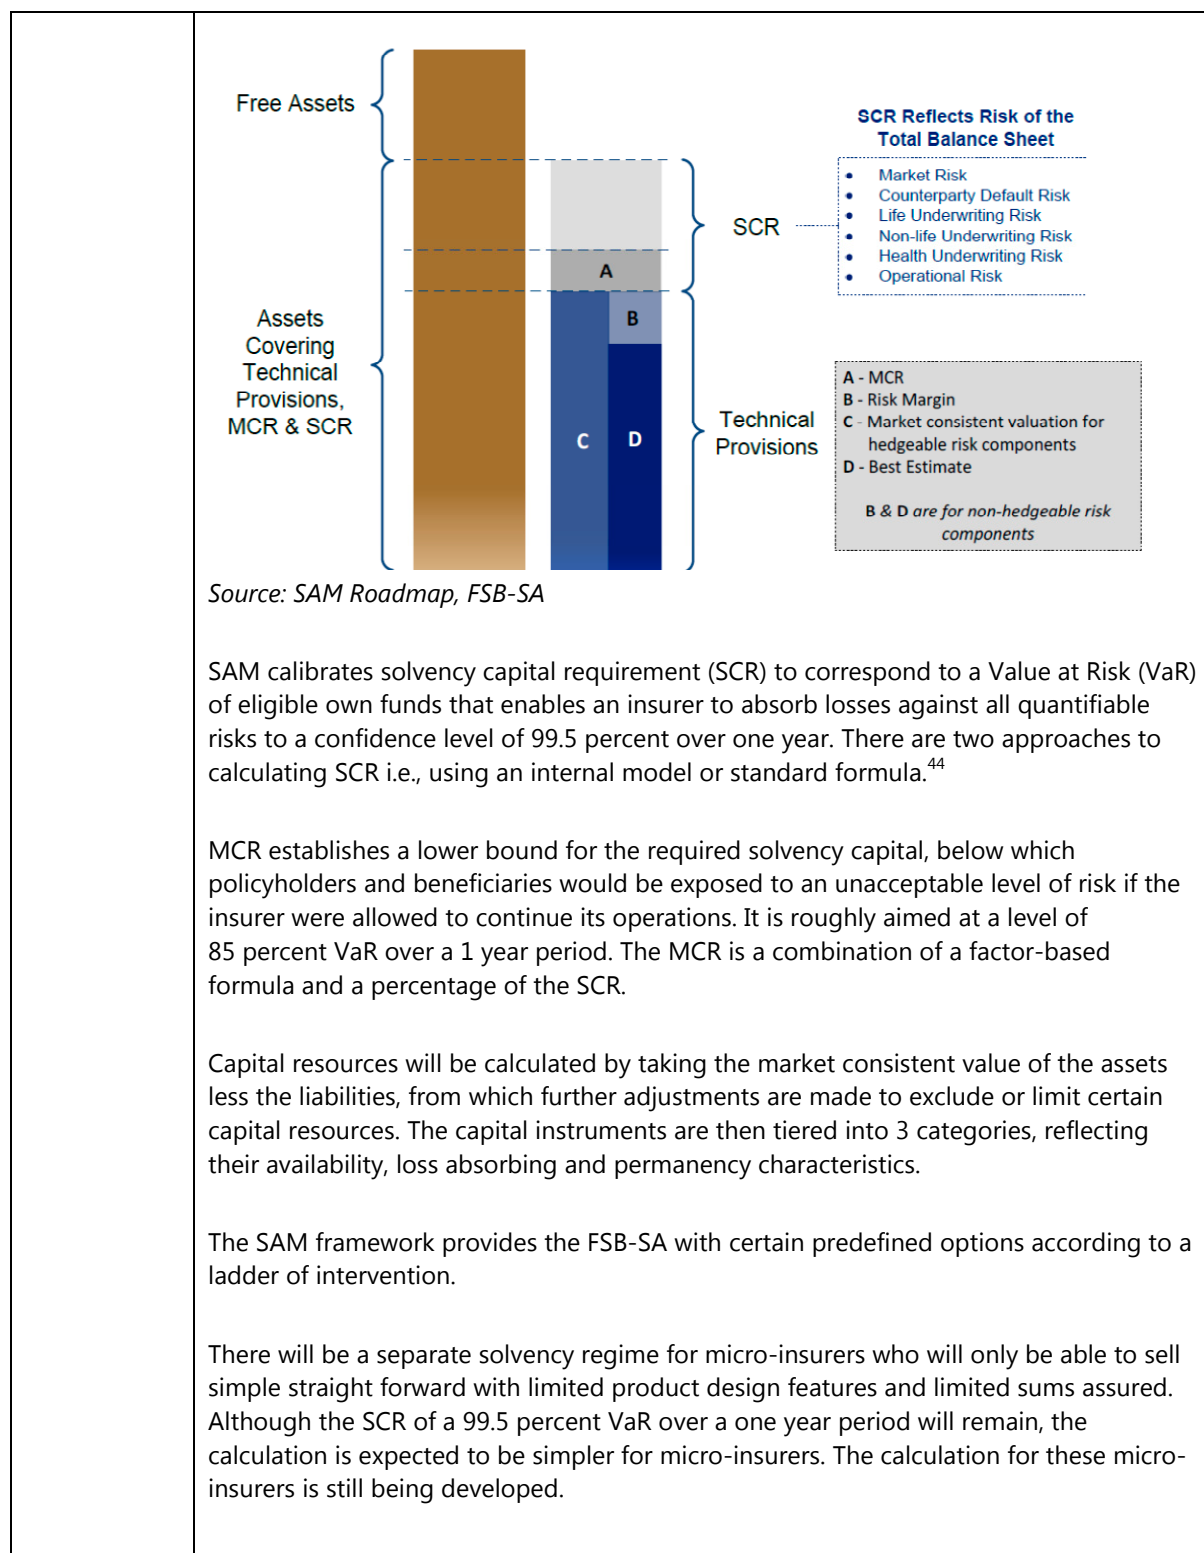 Free Assets
SCR Reflects Risk of the
Total Balance Sheet
• Market Risk
• Counterparty Default Risk
• Life Underwriting Risk
• Non-life Underwriting Risk
• Health Underwriting Risk
• Operational Risk
SCR
A
B
Assets
Covering
Technical
Provisions,
MCR & SCR
C
D
Technical
Provisions
A - MCR
B - Risk Margin
C - Market consistent valuation for
hedgeable risk components
D - Best Estimate
B & D are for non-hedgeable risk
components
Source: SAM Roadmap, FSB-SA
SAM calibrates solvency capital requirement (SCR) to correspond to a Value at Risk (VaR)
of eligible own funds that enables an insurer to absorb losses against all quantifiable
risks to a confidence level of 99.5 percent over one year. There are two approaches to
calculating SCR i.e., using an internal model or standard formula.44
MCR establishes a lower bound for the required solvency capital, below which
policyholders and beneficiaries would be exposed to an unacceptable level of risk if the
insurer were allowed to continue its operations. It is roughly aimed at a level of
85 percent VaR over a 1 year period. The MCR is a combination of a factor-based
formula and a percentage of the SCR.
Capital resources will be calculated by taking the market consistent value of the assets
less the liabilities, from which further adjustments are made to exclude or limit certain
capital resources. The capital instruments are then tiered into 3 categories, reflecting
their availability, loss absorbing and permanency characteristics.
The SAM framework provides the FSB-SA with certain predefined options according to a
ladder of intervention.
There will be a separate solvency regime for micro-insurers who will only be able to sell
simple straight forward with limited product design features and limited sums assured.
Although the SCR of a 99.5 percent VaR over a one year period will remain, the
calculation is expected to be simpler for micro-insurers. The calculation for these micro-
insurers is still being developed.